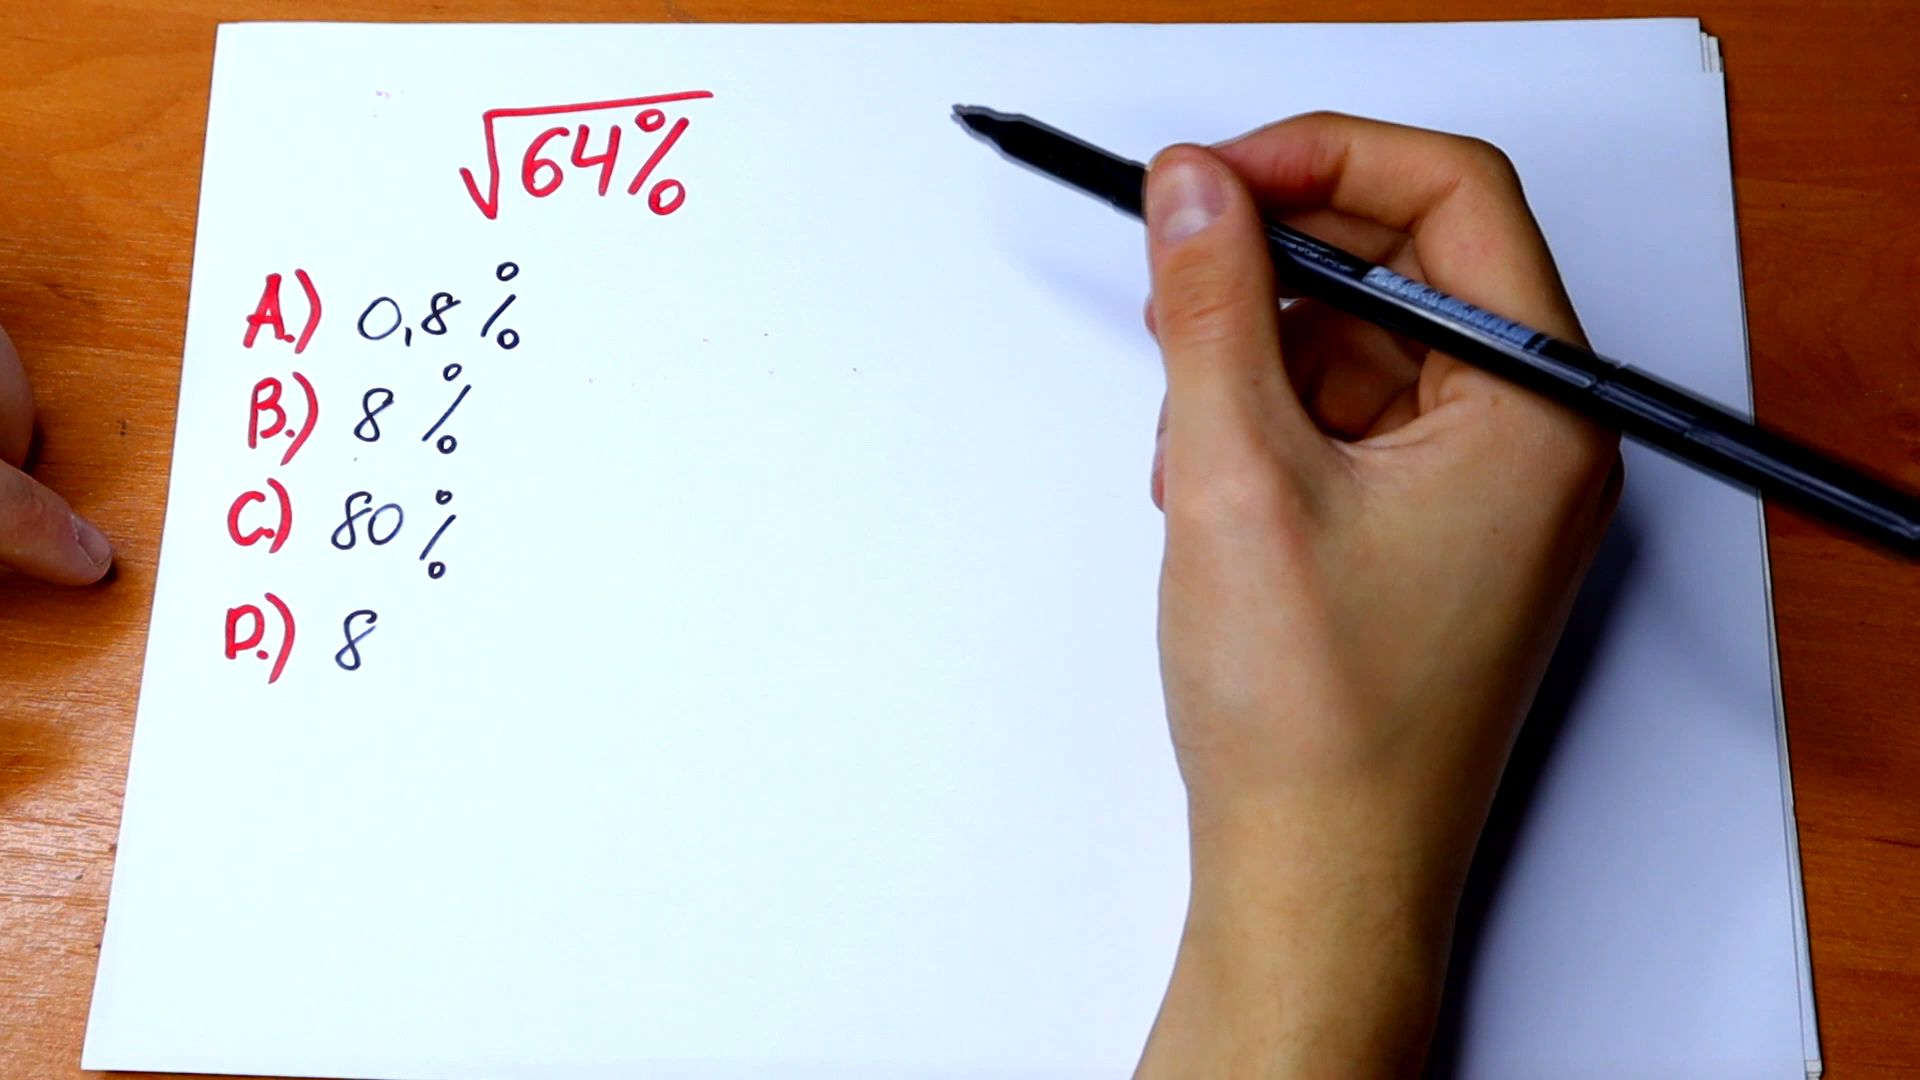 √64%
A.) 0,8 %
B.) 8 %
C.) 80 %
D.) 8